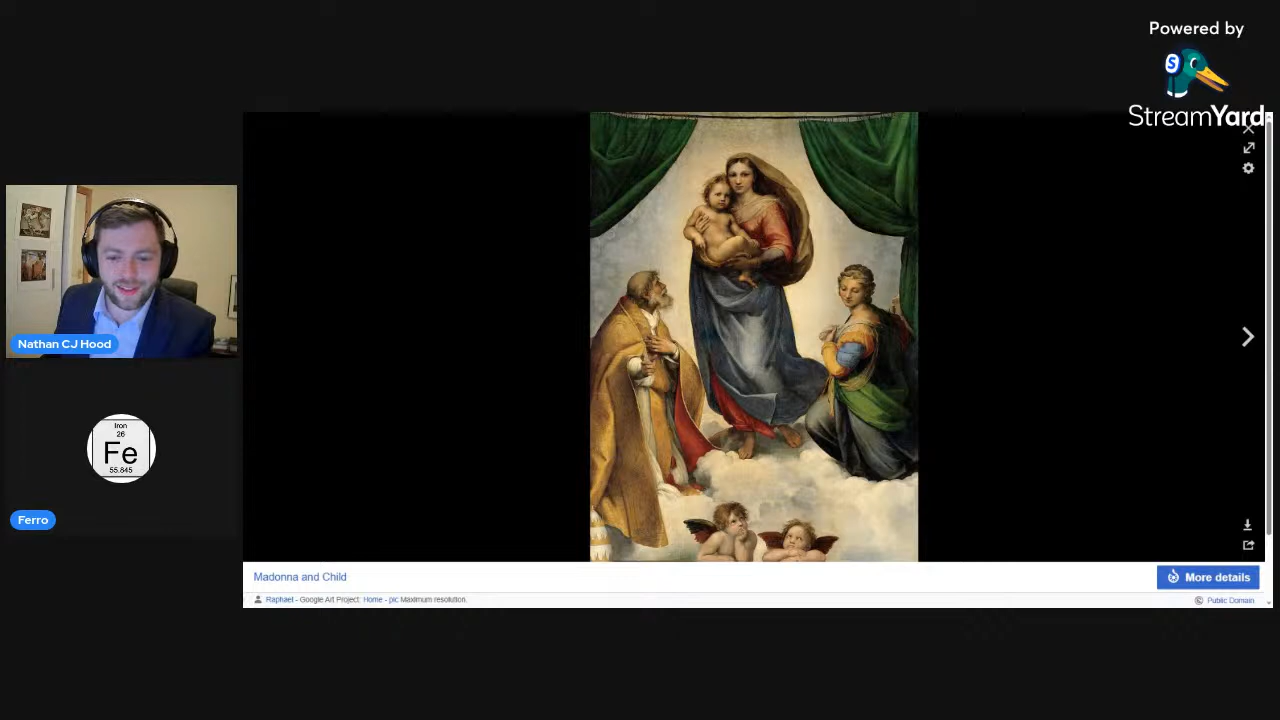 Powered by
S
StreamYard
Nathan CJ Hood
Iron
26
Fe
55.845
Ferro
Madonna and Child
More details
Raphael - Google Art Project: Home - pic Maximum resolution.
Public Domain